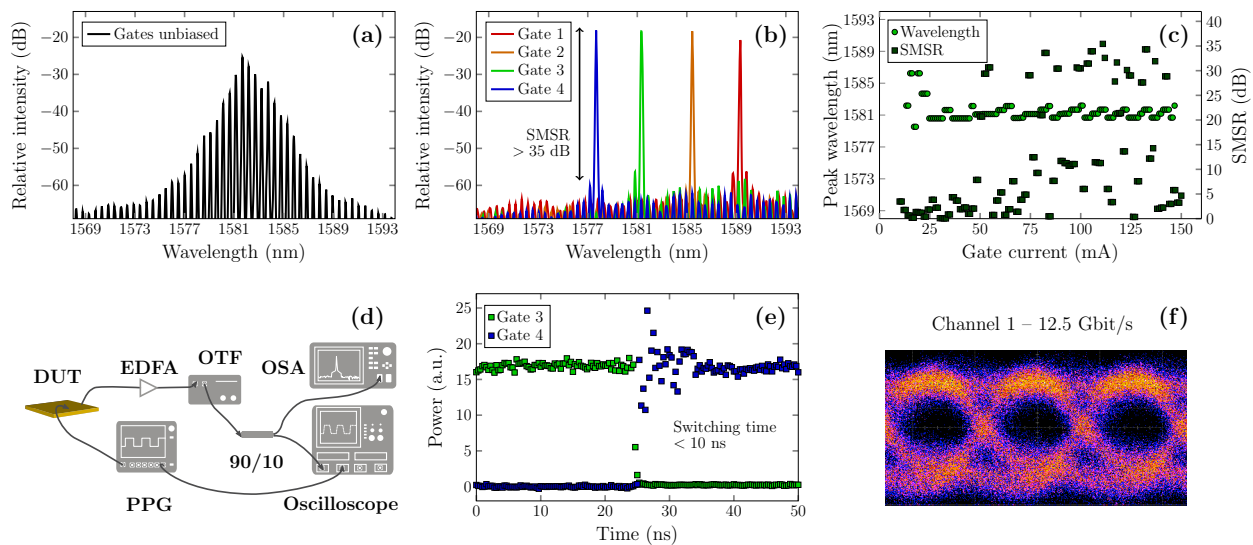 (a)
Gates unbiased
Relative intensity (dB)
−20
−30
−40
−50
−60
1569 1573 1577 1581 1585 1589 1593
Wavelength (nm)
(b)
Gate 1
Gate 2
Gate 3
Gate 4
SMSR
> 35 dB
Relative intensity (dB)
−20
−30
−40
−50
−60
1569 1573 1577 1581 1585 1589 1593
Wavelength (nm)
(c)
Wavelength
SMSR
Peak wavelength (nm)
1593
1589
1585
1581
1577
1573
1569
40
35
30
25
20
15
10
5
0
SMSR (dB)
0 25 50 75 100 125 150
Gate current (mA)
(d)
DUT
EDFA
OTF
OSA
90/10
PPG
Oscilloscope
(e)
Gate 3
Gate 4
Power (a.u.)
25
20
15
10
5
0
Switching time
< 10 ns
0 10 20 30 40 50
Time (ns)
(f)
Channel 1 – 12.5 Gbit/s